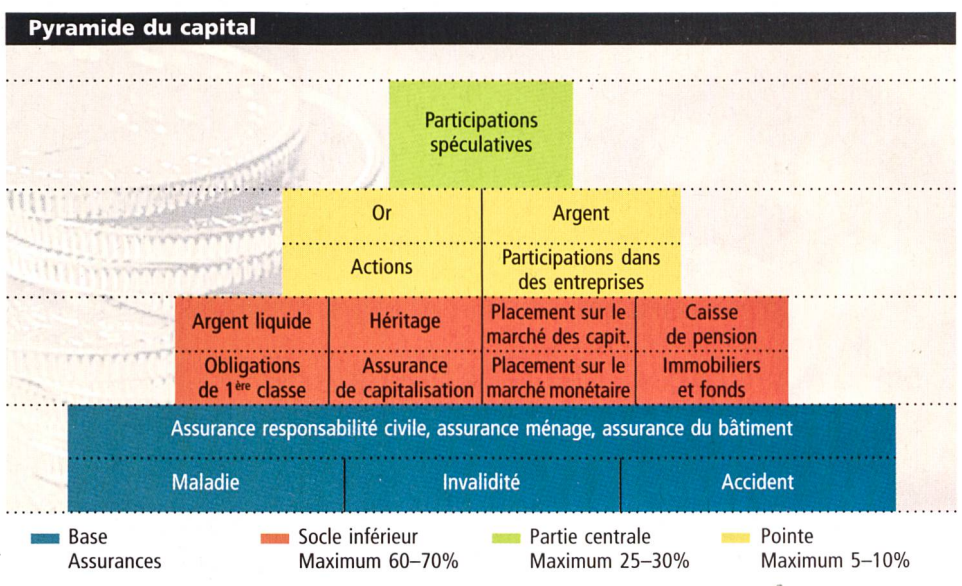 Pyramide du capital
Participations
spéculatives
Or
Argent
Actions
Participations dans
des entreprises
Argent liquide
Héritage
Placement sur le
marché des capit.
Caisse
de pension
Obligations
de 1ère classe
Assurance
de capitalisation
Placement sur le
marché monétaire
Immobiliers
et fonds
Assurance responsabilité civile, assurance ménage, assurance du bâtiment
Maladie
Invalidité
Accident
Base
Assurances
Socle inférieur
Maximum 60–70%
Partie centrale
Maximum 25–30%
Pointe
Maximum 5–10%